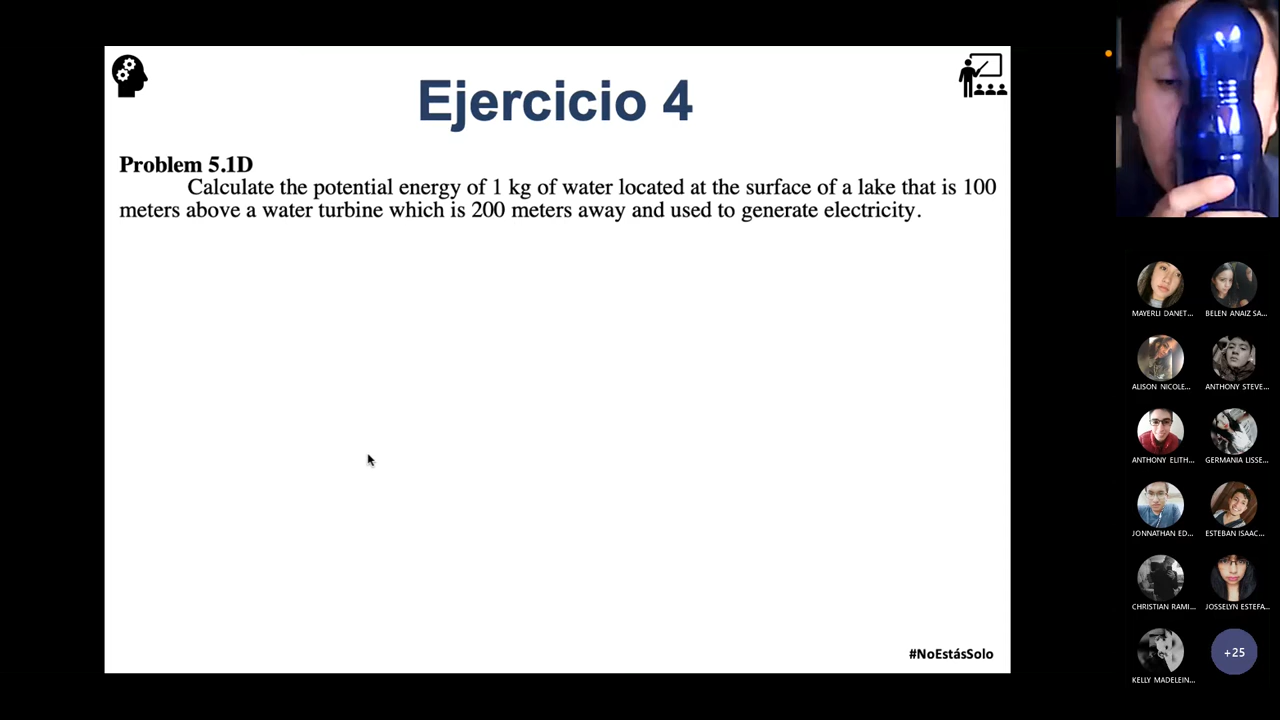 Ejercicio 4
Problem 5.1D
Calculate the potential energy of 1 kg of water located at the surface of a lake that is 100
meters above a water turbine which is 200 meters away and used to generate electricity.
#NoEstásSolo
MAYERLI DANET...
BELEN ANAIZ SA...
ALISON NICOLE...
ANTHONY STEVE...
ANTHONY ELITH...
GERMANIA LISSE...
JONNATHAN ED...
ESTEBAN ISAAC...
CHRISTIAN RAMI...
JOSSELYN ESTEFA...
KELLY MADELEIN...
+25